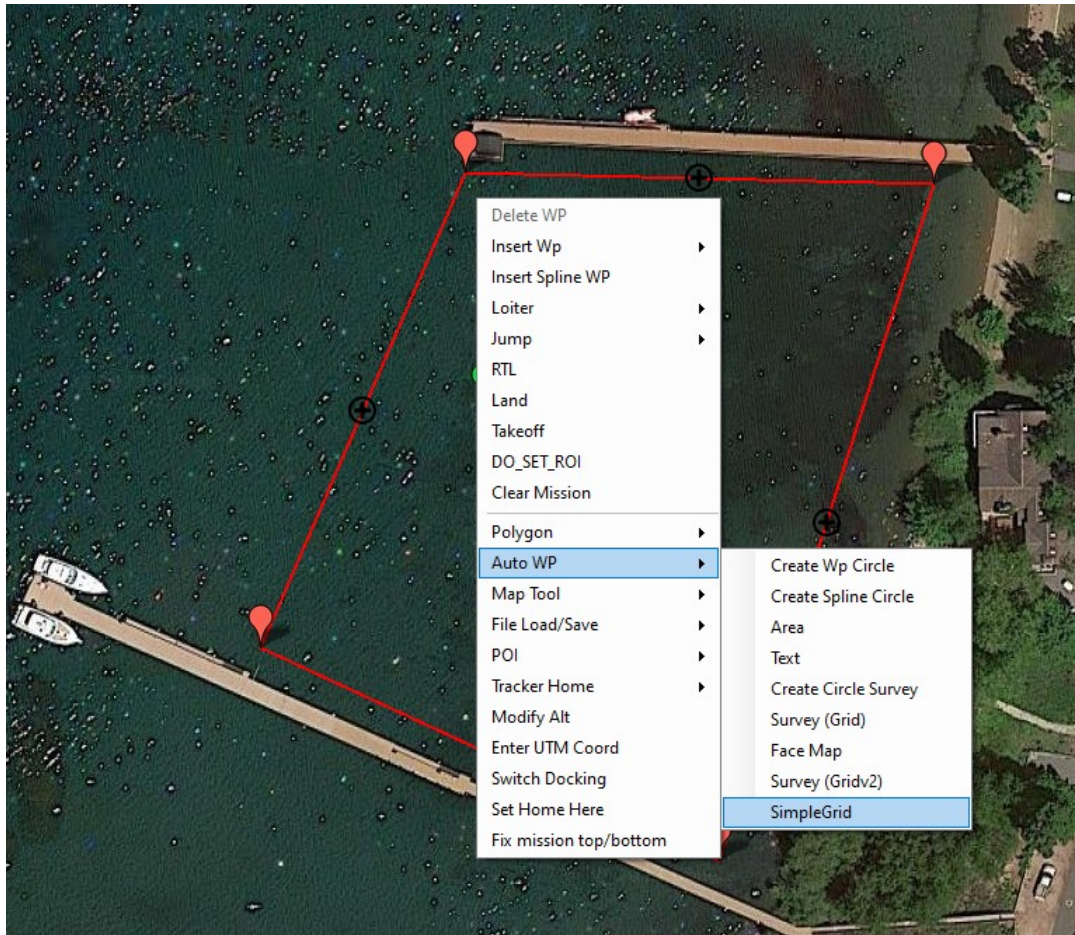 Delete WP
Insert Wp
Insert Spline WP
Loiter
Jump
RTL
Land
Takeoff
DO_SET_ROI
Clear Mission
Polygon
Auto WP
Map Tool
File Load/Save
POI
Tracker Home
Modify Alt
Enter UTM Coord
Switch Docking
Set Home Here
Fix mission top/bottom
Create Wp Circle
Create Spline Circle
Area
Text
Create Circle Survey
Survey (Grid)
Face Map
Survey (Gridv2)
SimpleGrid